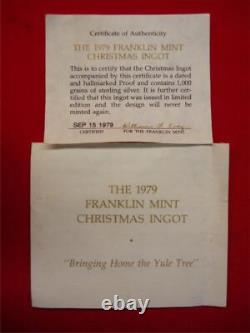 Certificate of Authenticity
THE 1979 FRANKLIN MINT
CHRISTMAS INGOT
This is to certify that the Christmas Ingot
accompanied by this certificate is a dated
and hallmarked Proof and contains 1,000
grains of sterling silver. It is further certi-
fied that this ingot was issued in limited
edition and the design will never be
minted again.
SEP 15 1979
CERTIFIED
FOR THE FRANKLIN MINT
THE 1979
FRANKLIN MINT
CHRISTMAS INGOT
"Bringing Home the Yule Tree"